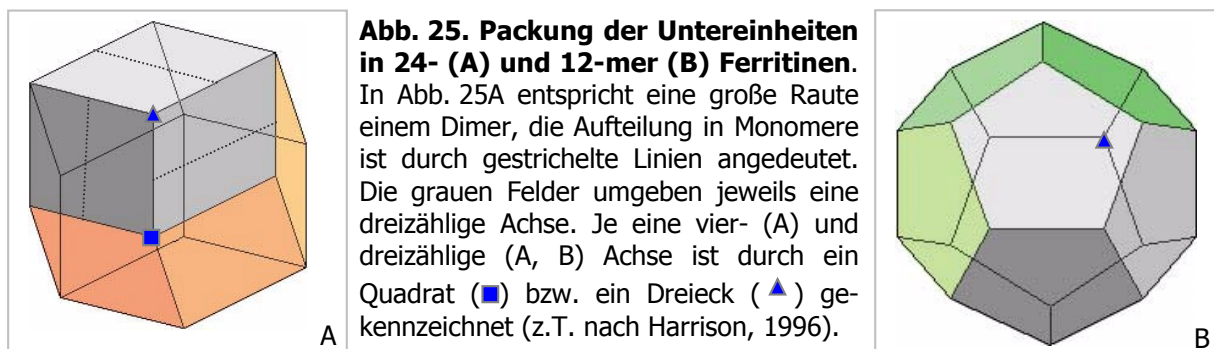 Abb. 25. Packung der Untereinheiten
in 24- (A) und 12-mer (B) Ferritinen.
In Abb. 25A entspricht eine große Raute
einem Dimer, die Aufteilung in Monomere
ist durch gestrichelte Linien angedeutet.
Die grauen Felder umgeben jeweils eine
dreizählige Achse. Je eine vier- (A) und
dreizählige (A, B) Achse ist durch ein
Quadrat (■) bzw. ein Dreieck (▲) ge-
kennzeichnet (z.T. nach Harrison, 1996).
A
B